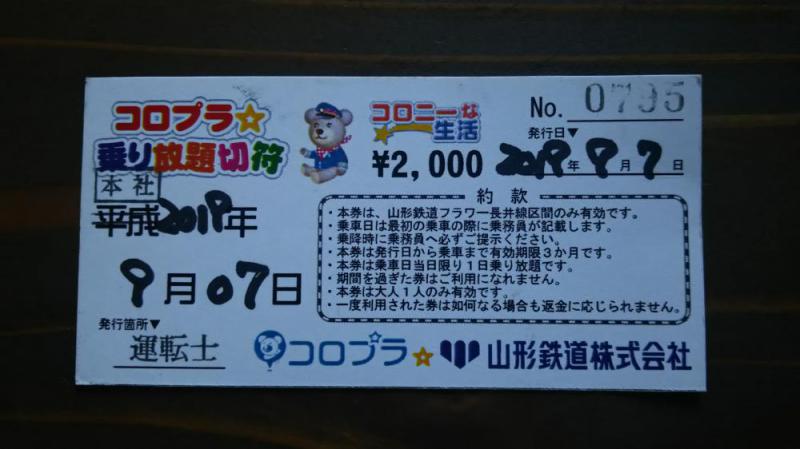 コロプラ☆
乗り放題切符
本社
平成2019年
9月07日
発行箇所▼
運転士
コロニーな
生活
¥2,000
No. 0795
発行日▼
2019年9月7日
約款
・本券は、山形鉄道フラワー長井線区間のみ有効です。
・乗車日は最初の乗車の際に乗務員が記載します。
・乗降時に乗務員へ必ずご提示ください。
・本券は発行日から乗車まで有効期限3か月です。
・本券は乗車日当日限り1日乗り放題です。
・期間を過ぎた券はご利用になれません。
・本券は大人1人のみ有効です。
・一度利用された券は如何なる場合も返金に応じられません。
コロプラ☆
山形鉄道株式会社